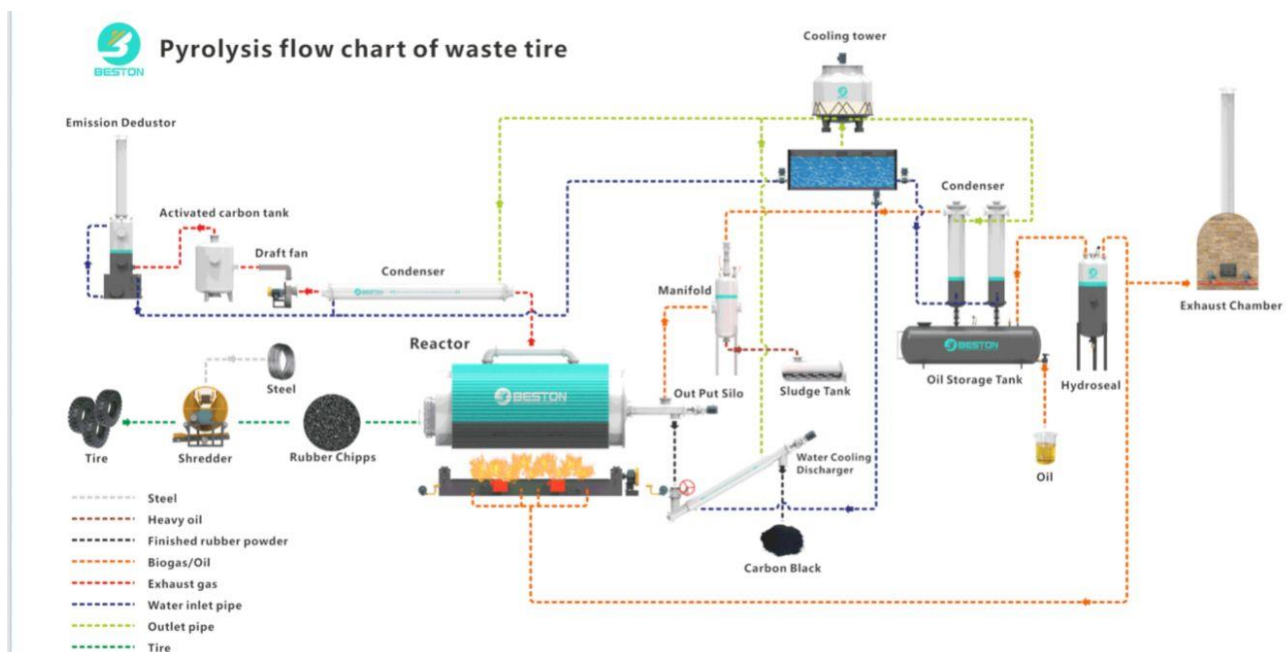 BESTON
Pyrolysis flow chart of waste tire
Cooling tower
Emission Dedustor
Activated carbon tank
Draft fan
Condenser
BESTON
Condenser
Manifold
Exhaust Chamber
Reactor
BESTON
Steel
Out Put Silo
Sludge Tank
BESTON
Oil Storage Tank
Hydroseal
Tire
Shredder
Rubber Chipps
Water Cooling
Discharger
Oil
Carbon Black
Steel
Heavy oil
Finished rubber powder
Biogas/Oil
Exhaust gas
Water inlet pipe
Outlet pipe
Tire